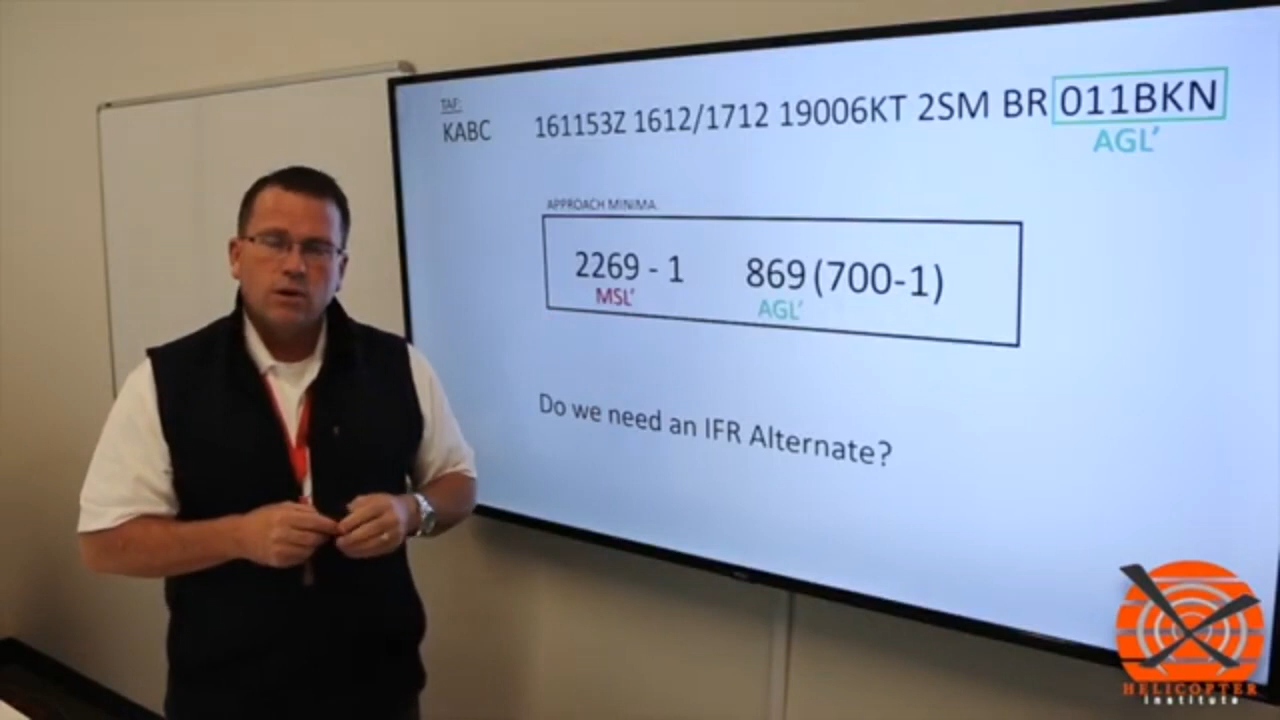 TAF:
KABC 161153Z 1612/1712 19006KT 2SM BR 011BKN
AGL'
APPROACH MINIMA.
2269 - 1 869 (700-1)
MSL' AGL'
Do we need an IFR Alternate?
HELICOPTER
institute